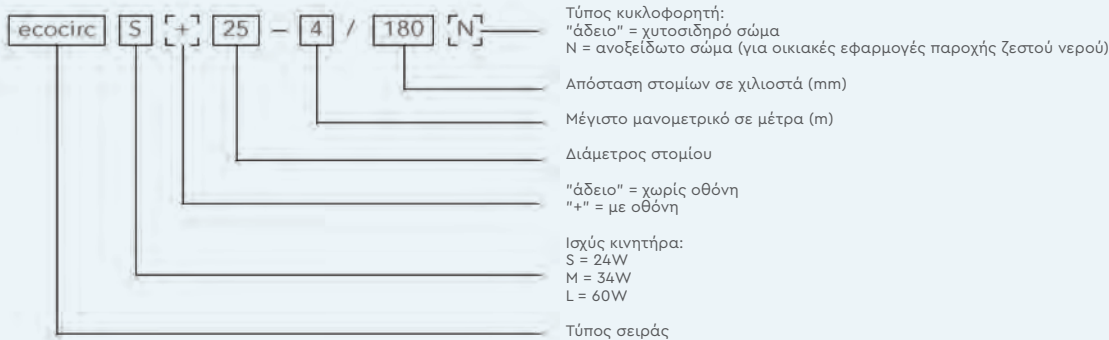 ecocirc S + 25 - 4 / 180 N
Τύπος κυκλοφορητή:
"άδειο" = χυτοσιδηρό σώμα
N = ανοξείδωτο σώμα (για οικιακές εφαρμογές παροχής ζεστού νερού)
Απόσταση στομίων σε χιλιοστά (mm)
Μέγιστο μανομετρικό σε μέτρα (m)
Διάμετρος στομίου
"άδειο" = χωρίς οθόνη
"+" = με οθόνη
Ισχύς κινητήρα:
S = 24W
M = 34W
L = 60W
Τύπος σειράς